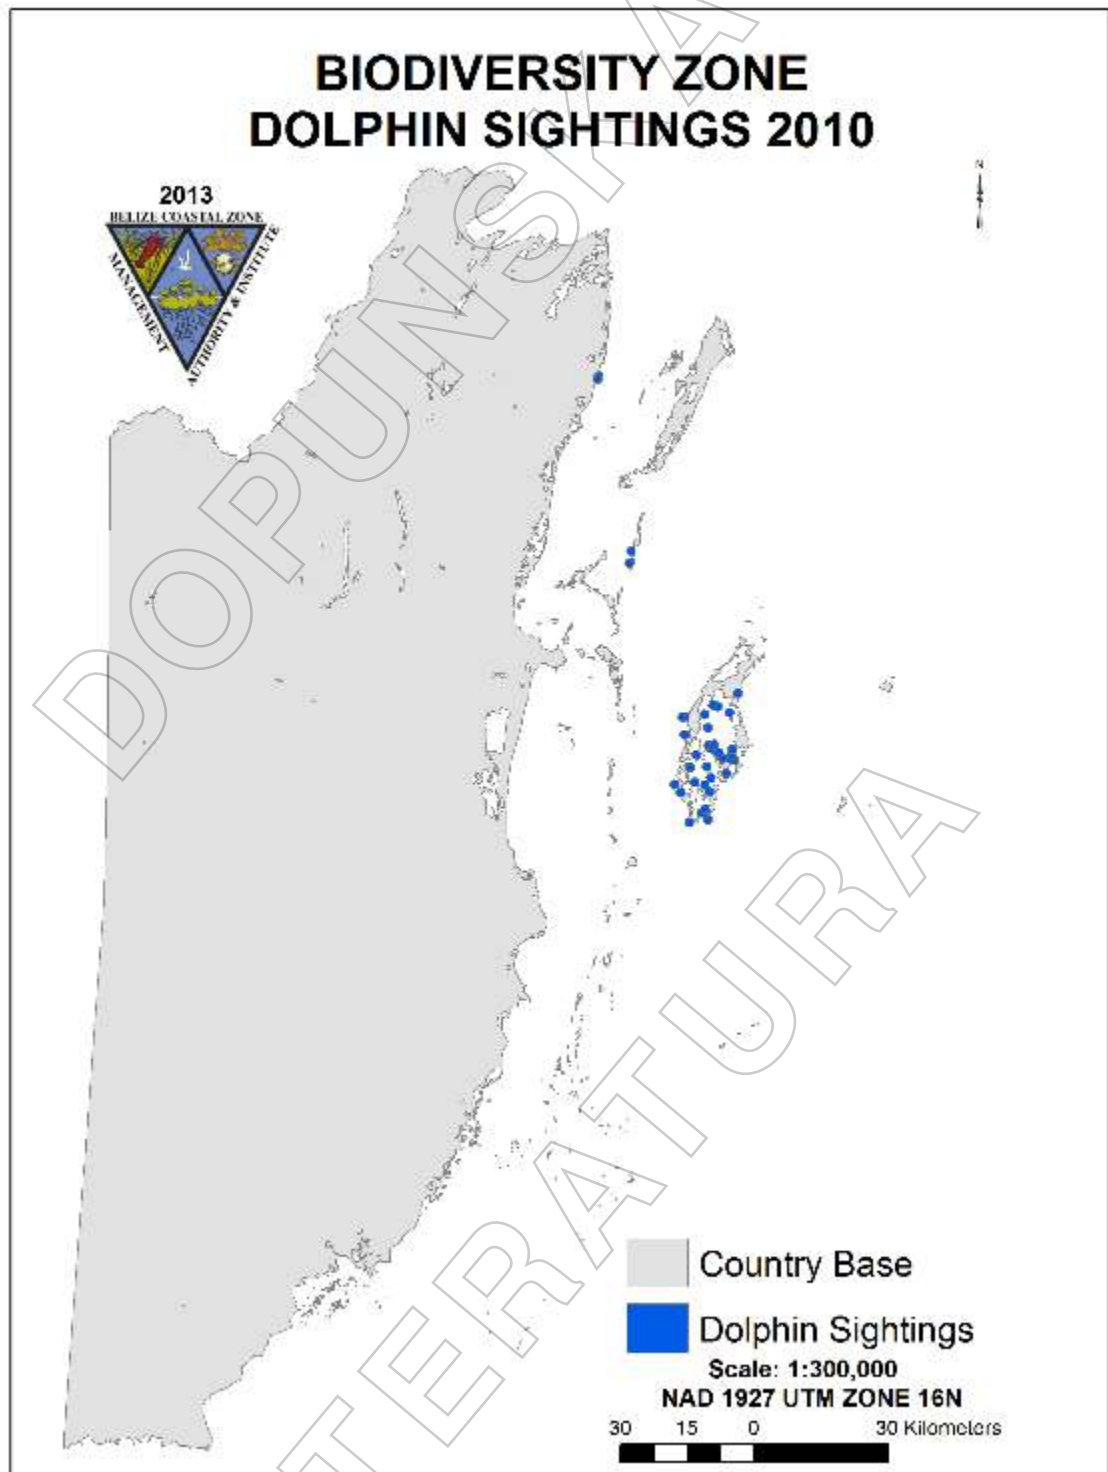 BIODIVERSITY ZONE
DOLPHIN SIGHTINGS 2010
N
2013
BELIZE COASTAL ZONE
MANAGEMENT
AUTHORITY & INSTITUTE
DOPUNSKA
LITERATURA
Country Base
Dolphin Sightings
Scale: 1:300,000
NAD 1927 UTM ZONE 16N
30 15 0 30 Kilometers